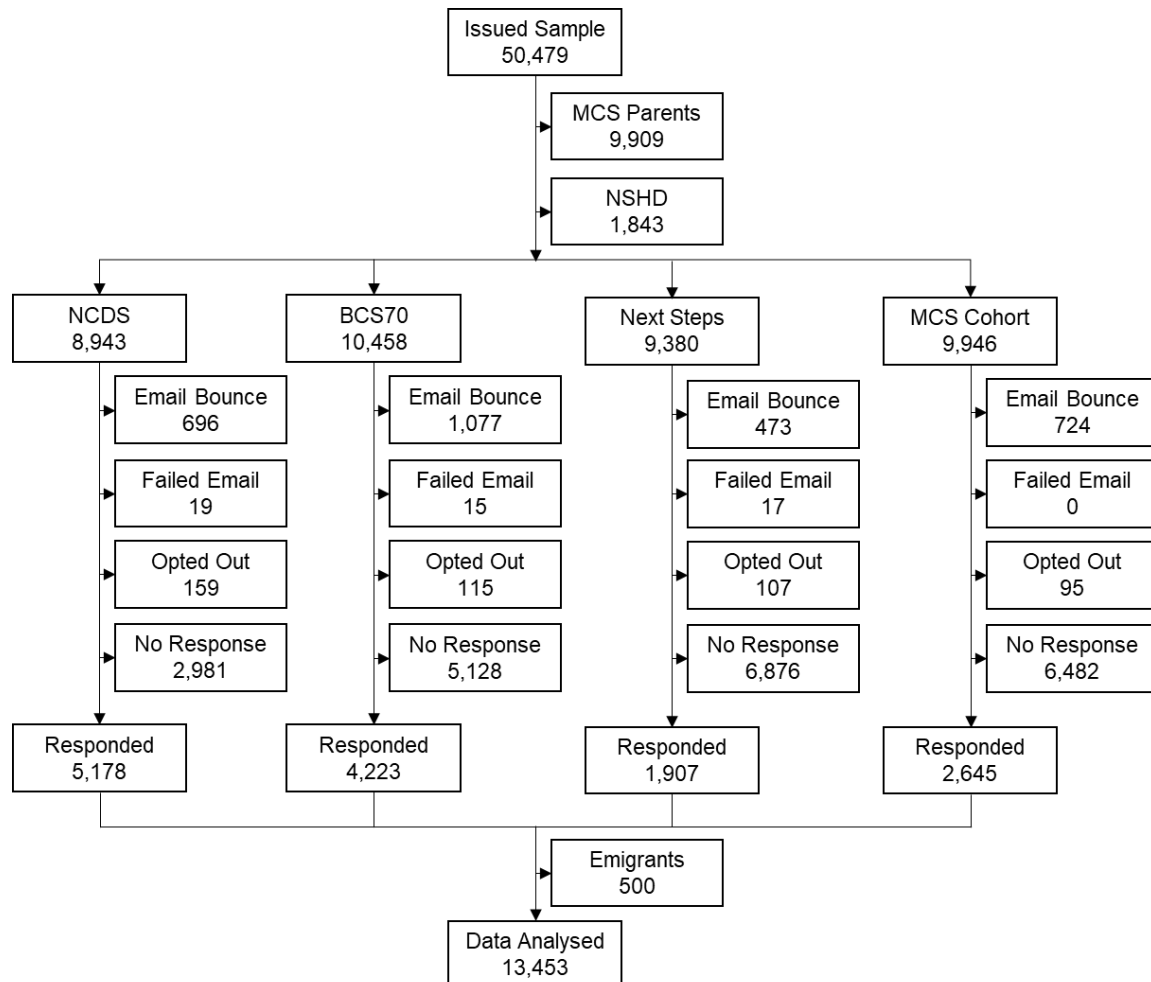 Issued Sample
50,479
MCS Parents
9,909
NSHD
1,843
NCDS
8,943
BCS70
10,458
Next Steps
9,380
MCS Cohort
9,946
Email Bounce
696
Email Bounce
1,077
Email Bounce
473
Email Bounce
724
Failed Email
19
Failed Email
15
Failed Email
17
Failed Email
0
Opted Out
159
Opted Out
115
Opted Out
107
Opted Out
95
No Response
2,981
No Response
5,128
No Response
6,876
No Response
6,482
Responded
5,178
Responded
4,223
Responded
1,907
Responded
2,645
Emigrants
500
Data Analysed
13,453